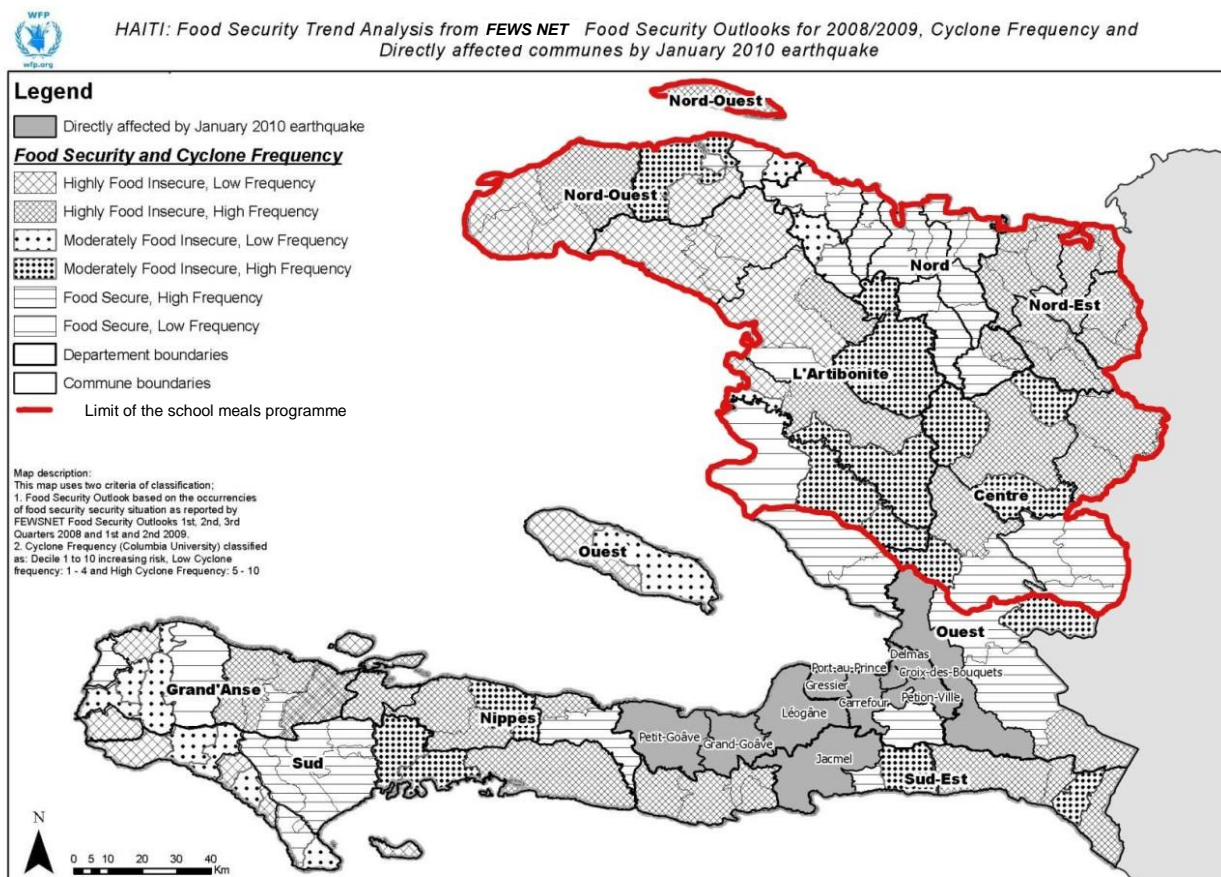 WFP
wfp.org
HAITI: Food Security Trend Analysis from FEWS NET Food Security Outlooks for 2008/2009, Cyclone Frequency and
Directly affected communes by January 2010 earthquake
Legend
Directly affected by January 2010 earthquake
Food Security and Cyclone Frequency
Highly Food Insecure, Low Frequency
Highly Food Insecure, High Frequency
Moderately Food Insecure, Low Frequency
Moderately Food Insecure, High Frequency
Food Secure, High Frequency
Food Secure, Low Frequency
Departement boundaries
Commune boundaries
Limit of the school meals programme
Map description:
This map uses two criteria of classification;
1. Food Security Outlook based on the occurrencies
of food security security situation as reported by
FEWSNET Food Security Outlooks 1st, 2nd, 3rd
Quarters 2008 and 1st and 2nd 2009.
2. Cyclone Frequency (Columbia University) classified
as: Decile 1 to 10 increasing risk, Low Cyclone
frequency: 1 - 4 and High Cyclone Frequency: 5 - 10
Nord-Ouest
Nord-Ouest
Nord
Nord-Est
L'Artibonite
Centre
Ouest
Ouest
Delmas
Port-au-Prince
Croix-des-Bouquets
Gressier
Pétion-Ville
Carrefour
Léogâne
Grand'Anse
Nippes
Petit-Goâve
Grand-Goâve
Jacmel
Sud
Sud-Est
N
0 5 10 20 30 40
Km